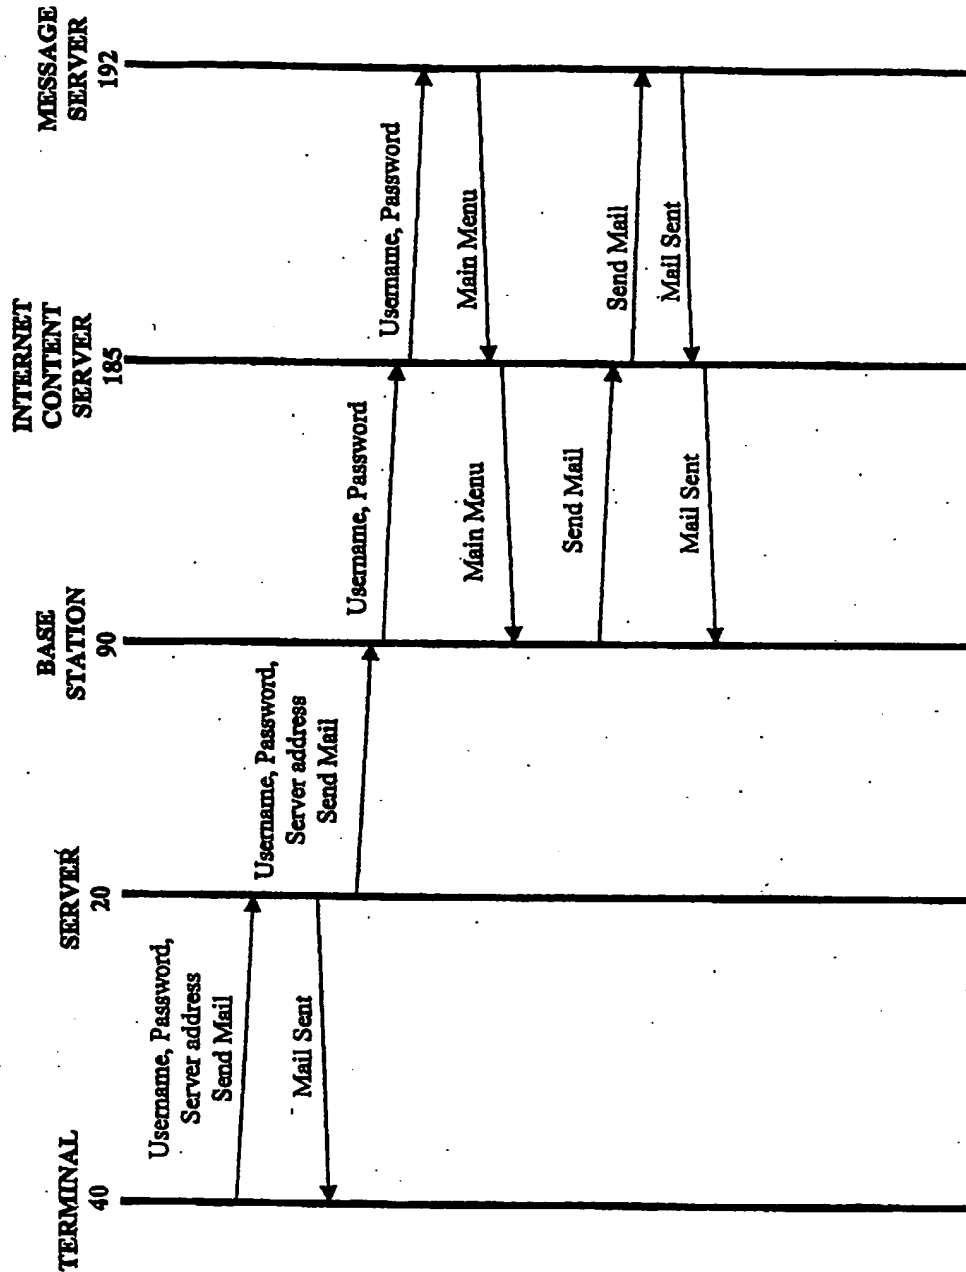 TERMINAL
40
SERVER
20
BASE
STATION
90
INTERNET
CONTENT
SERVER
185
MESSAGE
SERVER
192
Username, Password,
Server address
Send Mail
Mail Sent
Username, Password,
Server address
Send Mail
Username, Password
Username, Password
Main Menu
Main Menu
Send Mail
Send Mail
Mail Sent
Mail Sent